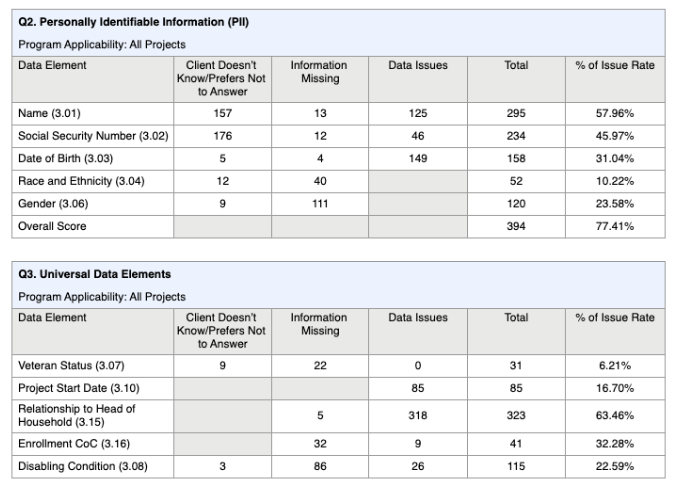 Q2. Personally Identifiable Information (PII)
Program Applicability: All Projects
Data Element Client Doesn't Know/Prefers Not to Answer Information Missing Data Issues Total % of Issue Rate
Name (3.01) 157 13 125 295 57.96%
Social Security Number (3.02) 176 12 46 234 45.97%
Date of Birth (3.03) 5 4 149 158 31.04%
Race and Ethnicity (3.04) 12 40 52 10.22%
Gender (3.06) 9 111 120 23.58%
Overall Score 394 77.41%
Q3. Universal Data Elements
Program Applicability: All Projects
Data Element Client Doesn't Know/Prefers Not to Answer Information Missing Data Issues Total % of Issue Rate
Veteran Status (3.07) 9 22 0 31 6.21%
Project Start Date (3.10) 85 85 16.70%
Relationship to Head of Household (3.15) 5 318 323 63.46%
Enrollment CoC (3.16) 32 9 41 32.28%
Disabling Condition (3.08) 3 86 26 115 22.59%